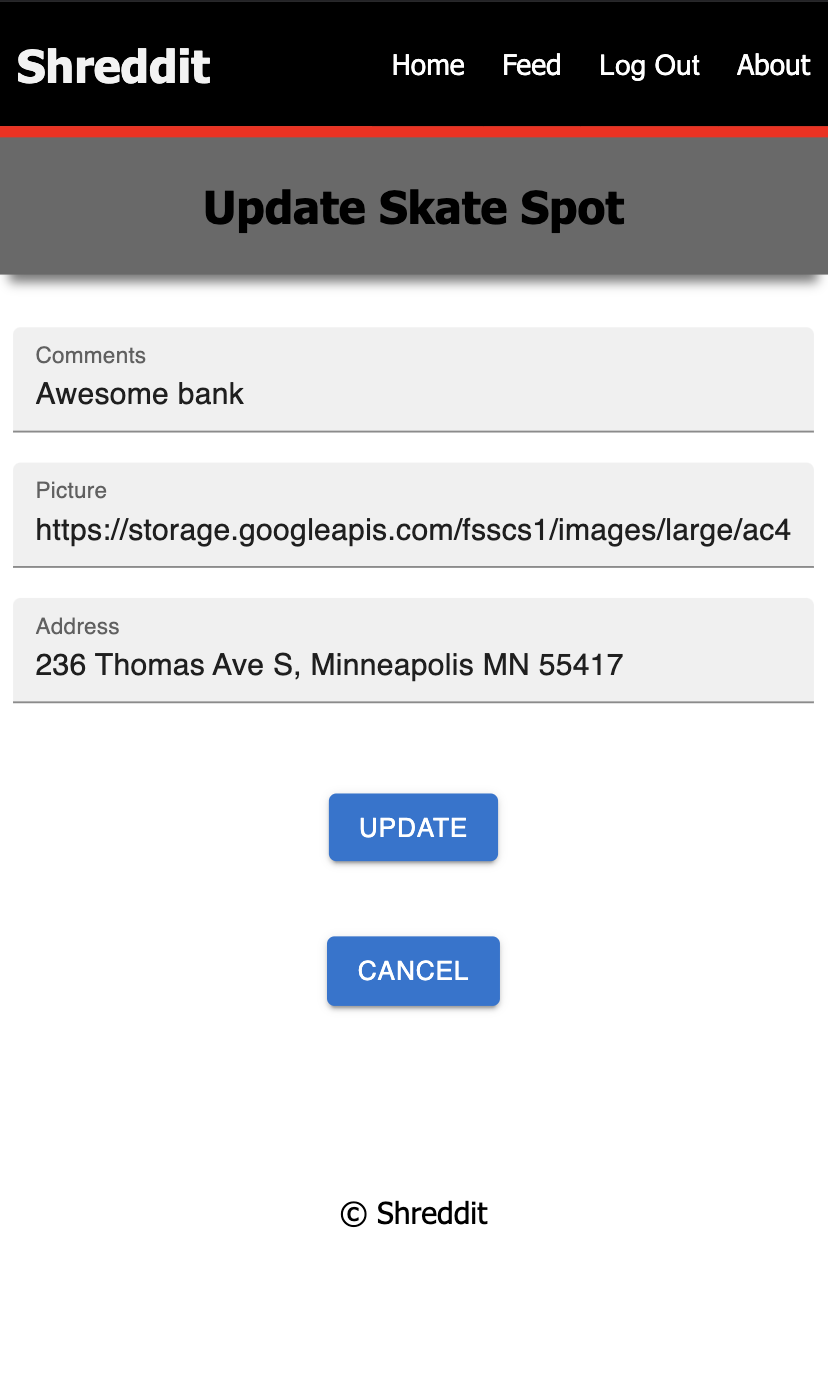 Shreddit
Home Feed Log Out About
Update Skate Spot
Comments
Awesome bank
Picture
https://storage.googleapis.com/fsscs1/images/large/ac4
Address
236 Thomas Ave S, Minneapolis MN 55417
UPDATE
CANCEL
© Shreddit